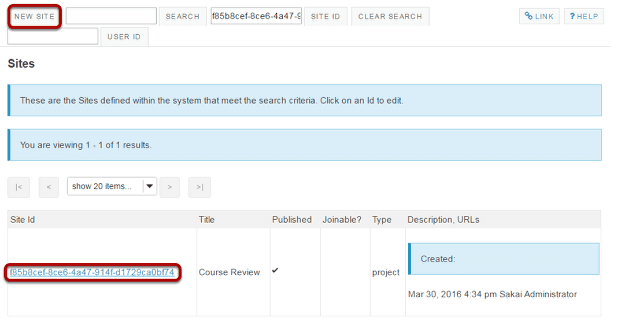 NEW SITE SEARCH f85b8cef-8ce6-4a47-9 SITE ID CLEAR SEARCH LINK ? HELP
USER ID
Sites
These are the Sites defined within the system that meet the search criteria. Click on an Id to edit.
You are viewing 1 - 1 of 1 results.
|< < show 20 items... > >|
Site Id Title Published Joinable? Type Description, URLs
Created:
f85b8cef-8ce6-4a47-914f-d1729ca0bf74 Course Review project
Mar 30, 2016 4:34 pm Sakai Administrator